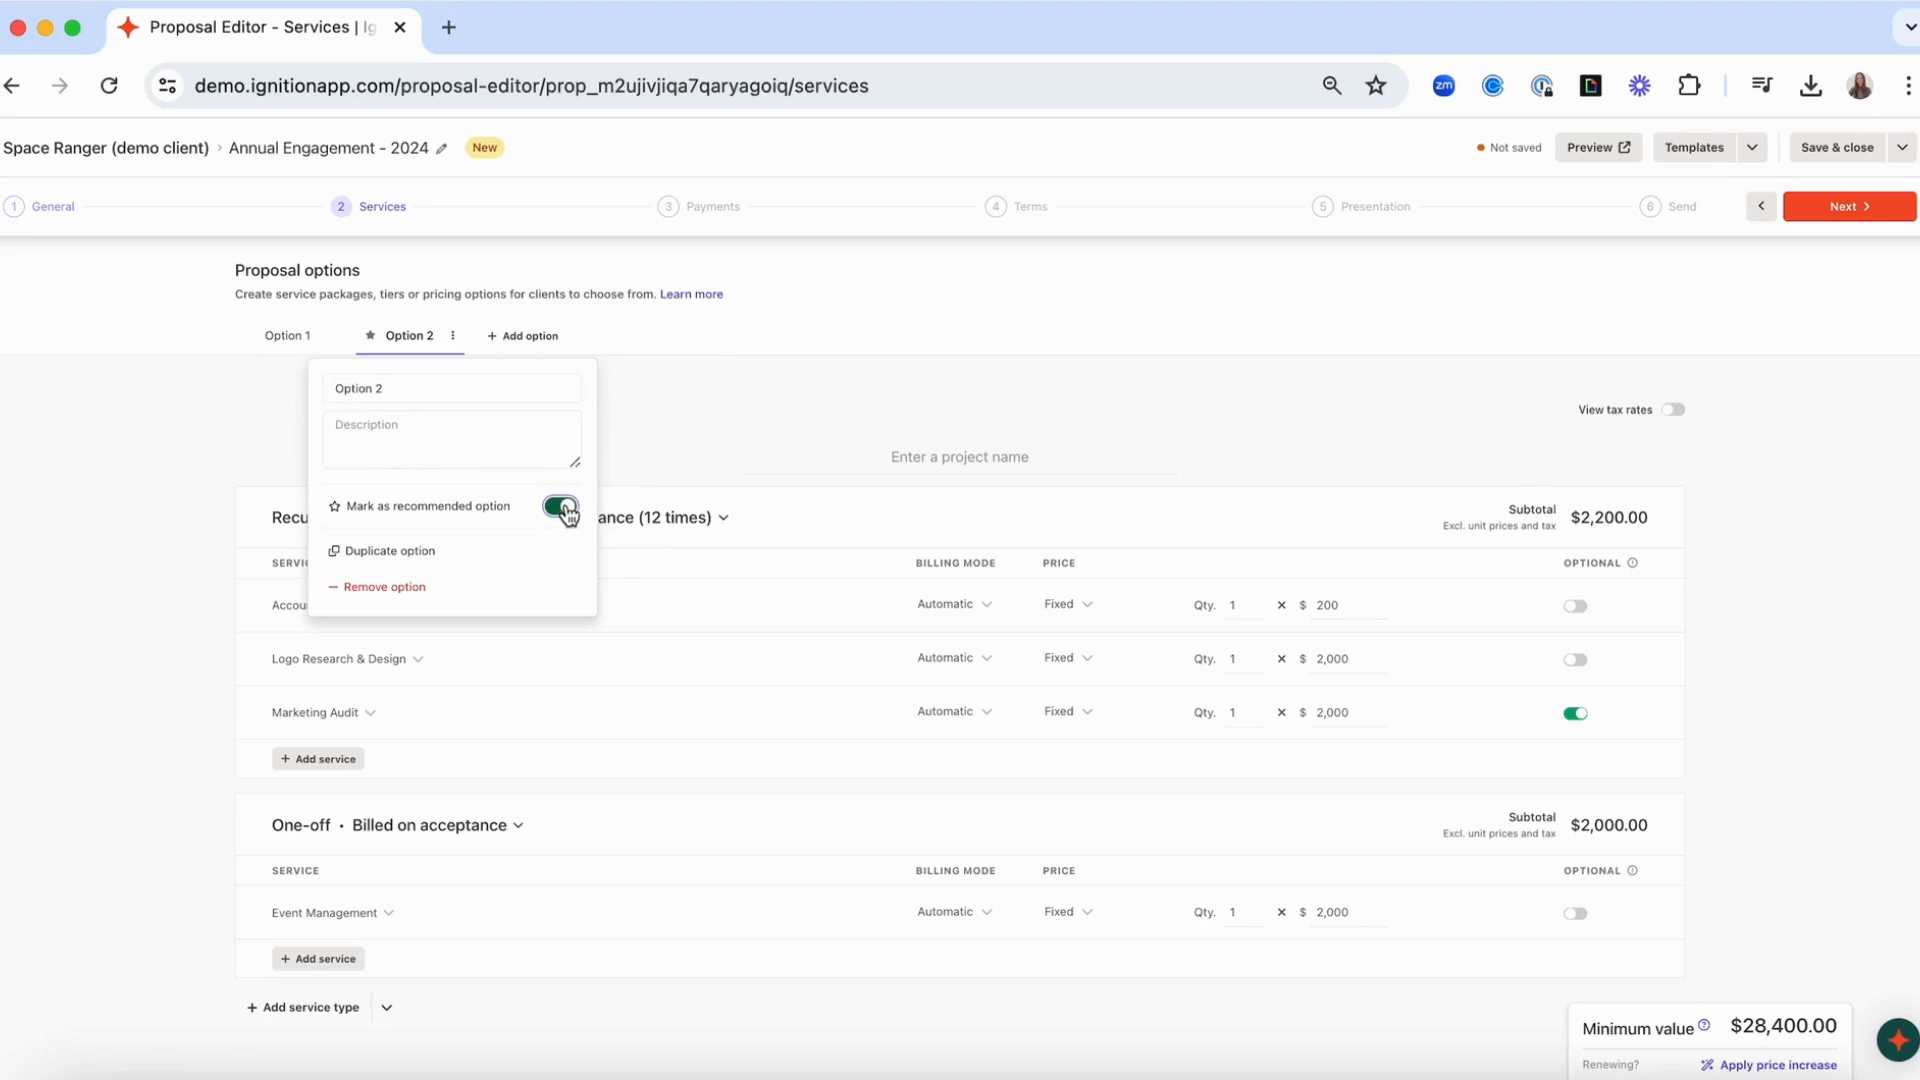 Proposal Editor - Services | Ig
demo.ignitionapp.com/proposal-editor/prop_m2ujivjiqa7qaryagoiq/services
zm
Space Ranger (demo client) › Annual Engagement - 2024 New
Not saved Preview Templates Save & close
1 General 2 Services 3 Payments 4 Terms 5 Presentation 6 Send Next
Proposal options
Create service packages, tiers or pricing options for clients to choose from. Learn more
Option 1 Option 2 + Add option
Option 2
Description
View tax rates
Enter a project name
Mark as recommended option
Recu ance (12 times) Subtotal $2,200.00
Excl. unit prices and tax
Duplicate option
SERVI BILLING MODE PRICE OPTIONAL
Remove option
Accou Automatic Fixed Qty. 1 × $ 200
Logo Research & Design Automatic Fixed Qty. 1 × $ 2,000
Marketing Audit Automatic Fixed Qty. 1 × $ 2,000
+ Add service
One-off · Billed on acceptance Subtotal $2,000.00
Excl. unit prices and tax
SERVICE BILLING MODE PRICE OPTIONAL
Event Management Automatic Fixed Qty. 1 × $ 2,000
+ Add service
+ Add service type
Minimum value $28,400.00
Renewing? Apply price increase